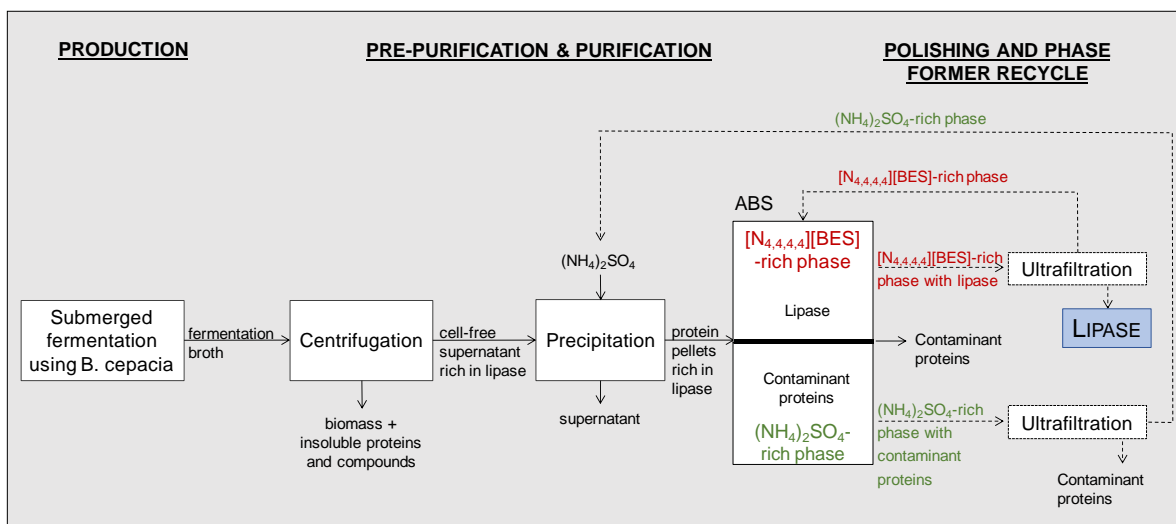 PRODUCTION
PRE-PURIFICATION & PURIFICATION
POLISHING AND PHASE
FORMER RECYCLE
(NH4)2SO4-rich phase
[N4,4,4,4][BES]-rich phase
ABS
[N4,4,4,4][BES]
-rich phase
(NH4)2SO4
[N4,4,4,4][BES]-rich
phase with lipase
Ultrafiltration
Lipase
LIPASE
Submerged
fermentation
using B. cepacia
fermentation
broth
Centrifugation
cell-free
supernatant
rich in lipase
Precipitation
protein
pellets
rich in
lipase
Contaminant
proteins
Contaminant
proteins
(NH4)2SO4-
rich phase
(NH4)2SO4-rich
phase with
contaminant
proteins
Ultrafiltration
biomass +
insoluble proteins
and compounds
supernatant
Contaminant
proteins